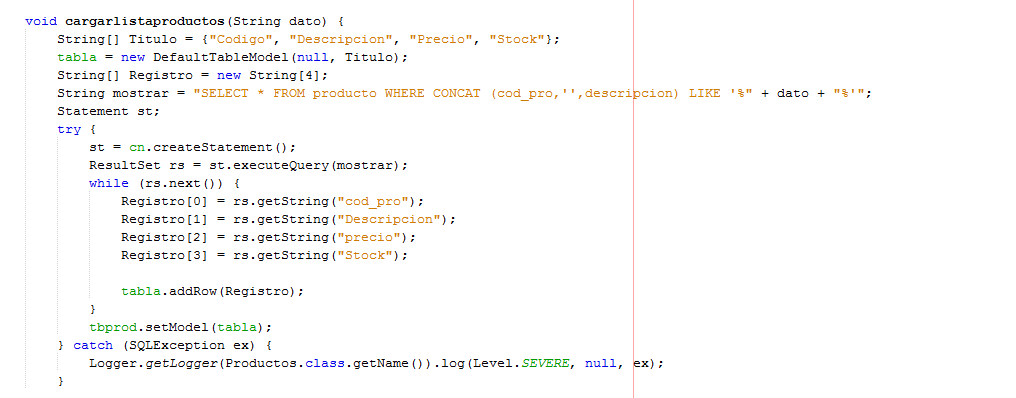 void cargarlistaproductos(String dato) {
String[] Titulo = {"Codigo", "Descripcion", "Precio", "Stock"};
tabla = new DefaultTableModel(null, Titulo);
String[] Registro = new String[4];
String mostrar = "SELECT * FROM producto WHERE CONCAT (cod_pro,'',descripcion) LIKE '%" + dato + "%'";
Statement st;
try {
st = cn.createStatement();
ResultSet rs = st.executeQuery(mostrar);
while (rs.next()) {
Registro[0] = rs.getString("cod_pro");
Registro[1] = rs.getString("Descripcion");
Registro[2] = rs.getString("precio");
Registro[3] = rs.getString("Stock");
tabla.addRow(Registro);
}
tbprod.setModel(tabla);
} catch (SQLException ex) {
Logger.getLogger(Productos.class.getName()).log(Level.SEVERE, null, ex);
}